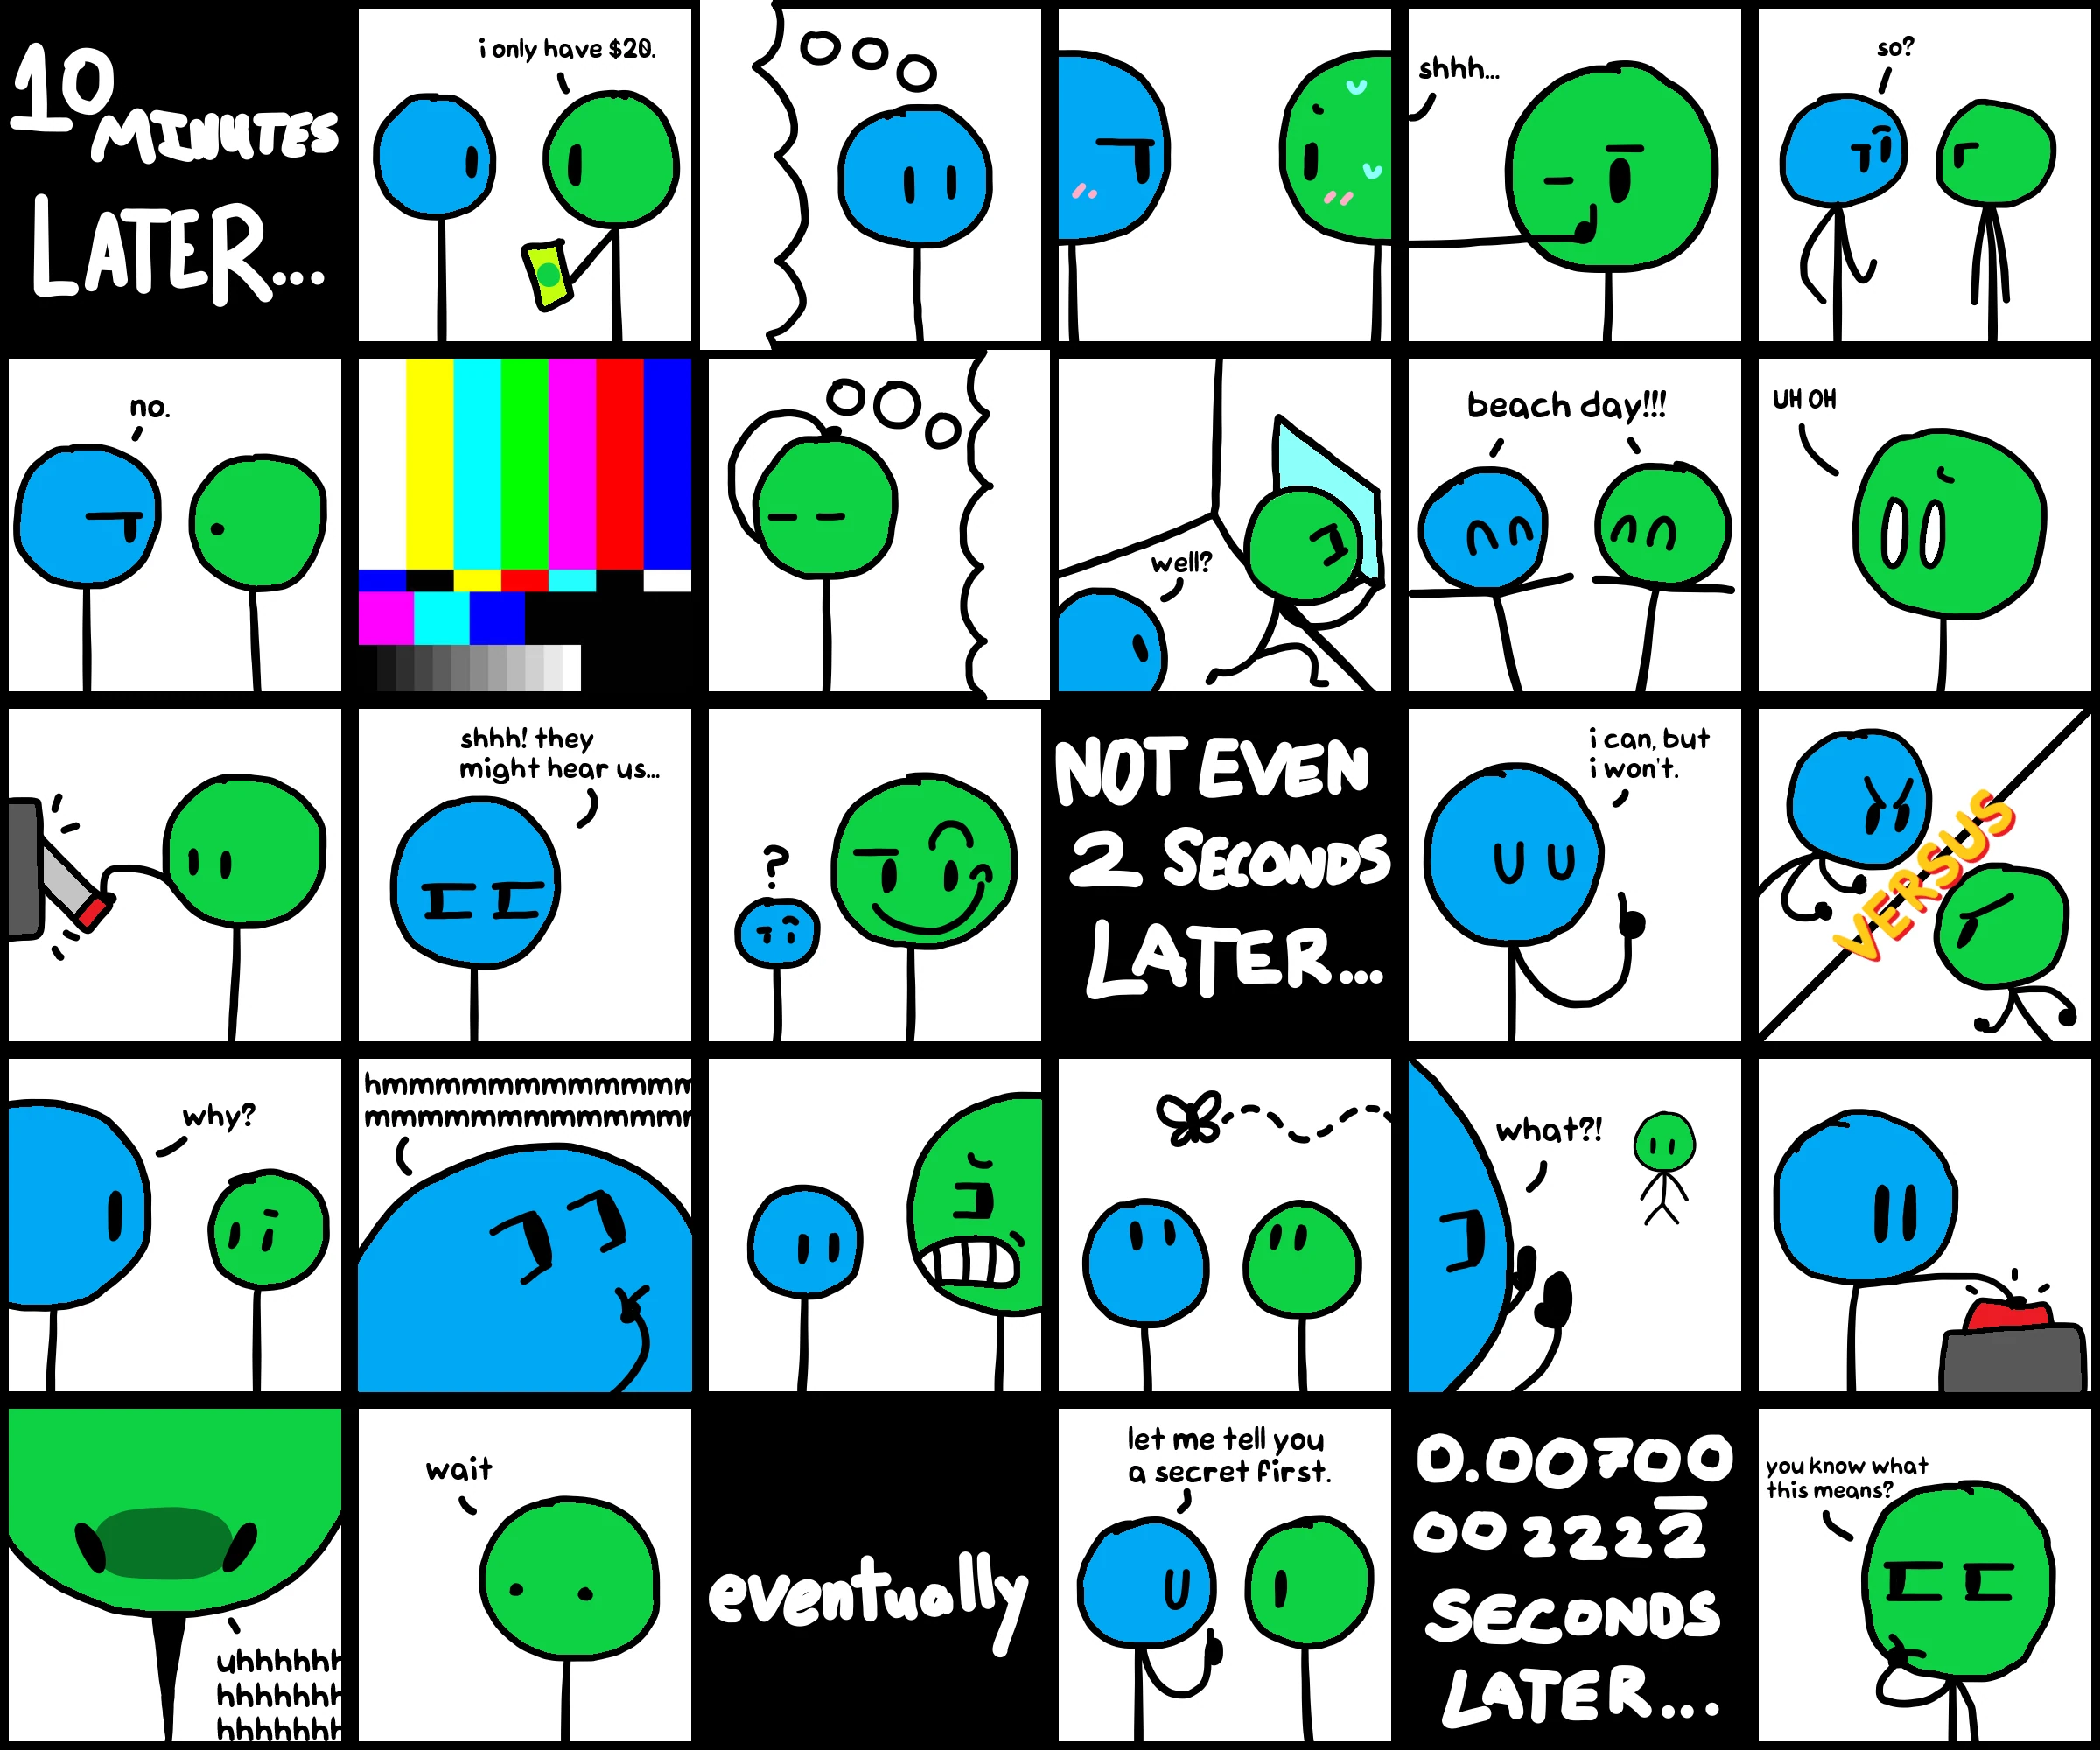 10
MINUTES
LATER...
i only have $20.
shhh...
so?
no.
well?
beach day!!!
UH OH
shhh! they
might hear us...
?
NOT EVEN
2 SECONDS
LATER...
i can, but
i won't.
VERSUS
why?
hmmmmmmmmmmmmm
mmmmmmmmmmmmmm
what?!
uhhhhhh
hhhhhhh
hhhhhhh
wait
eventually
let me tell you
a secret first.
0.00700
0022222̅
SECONDS
LATER...
you know what
this means?